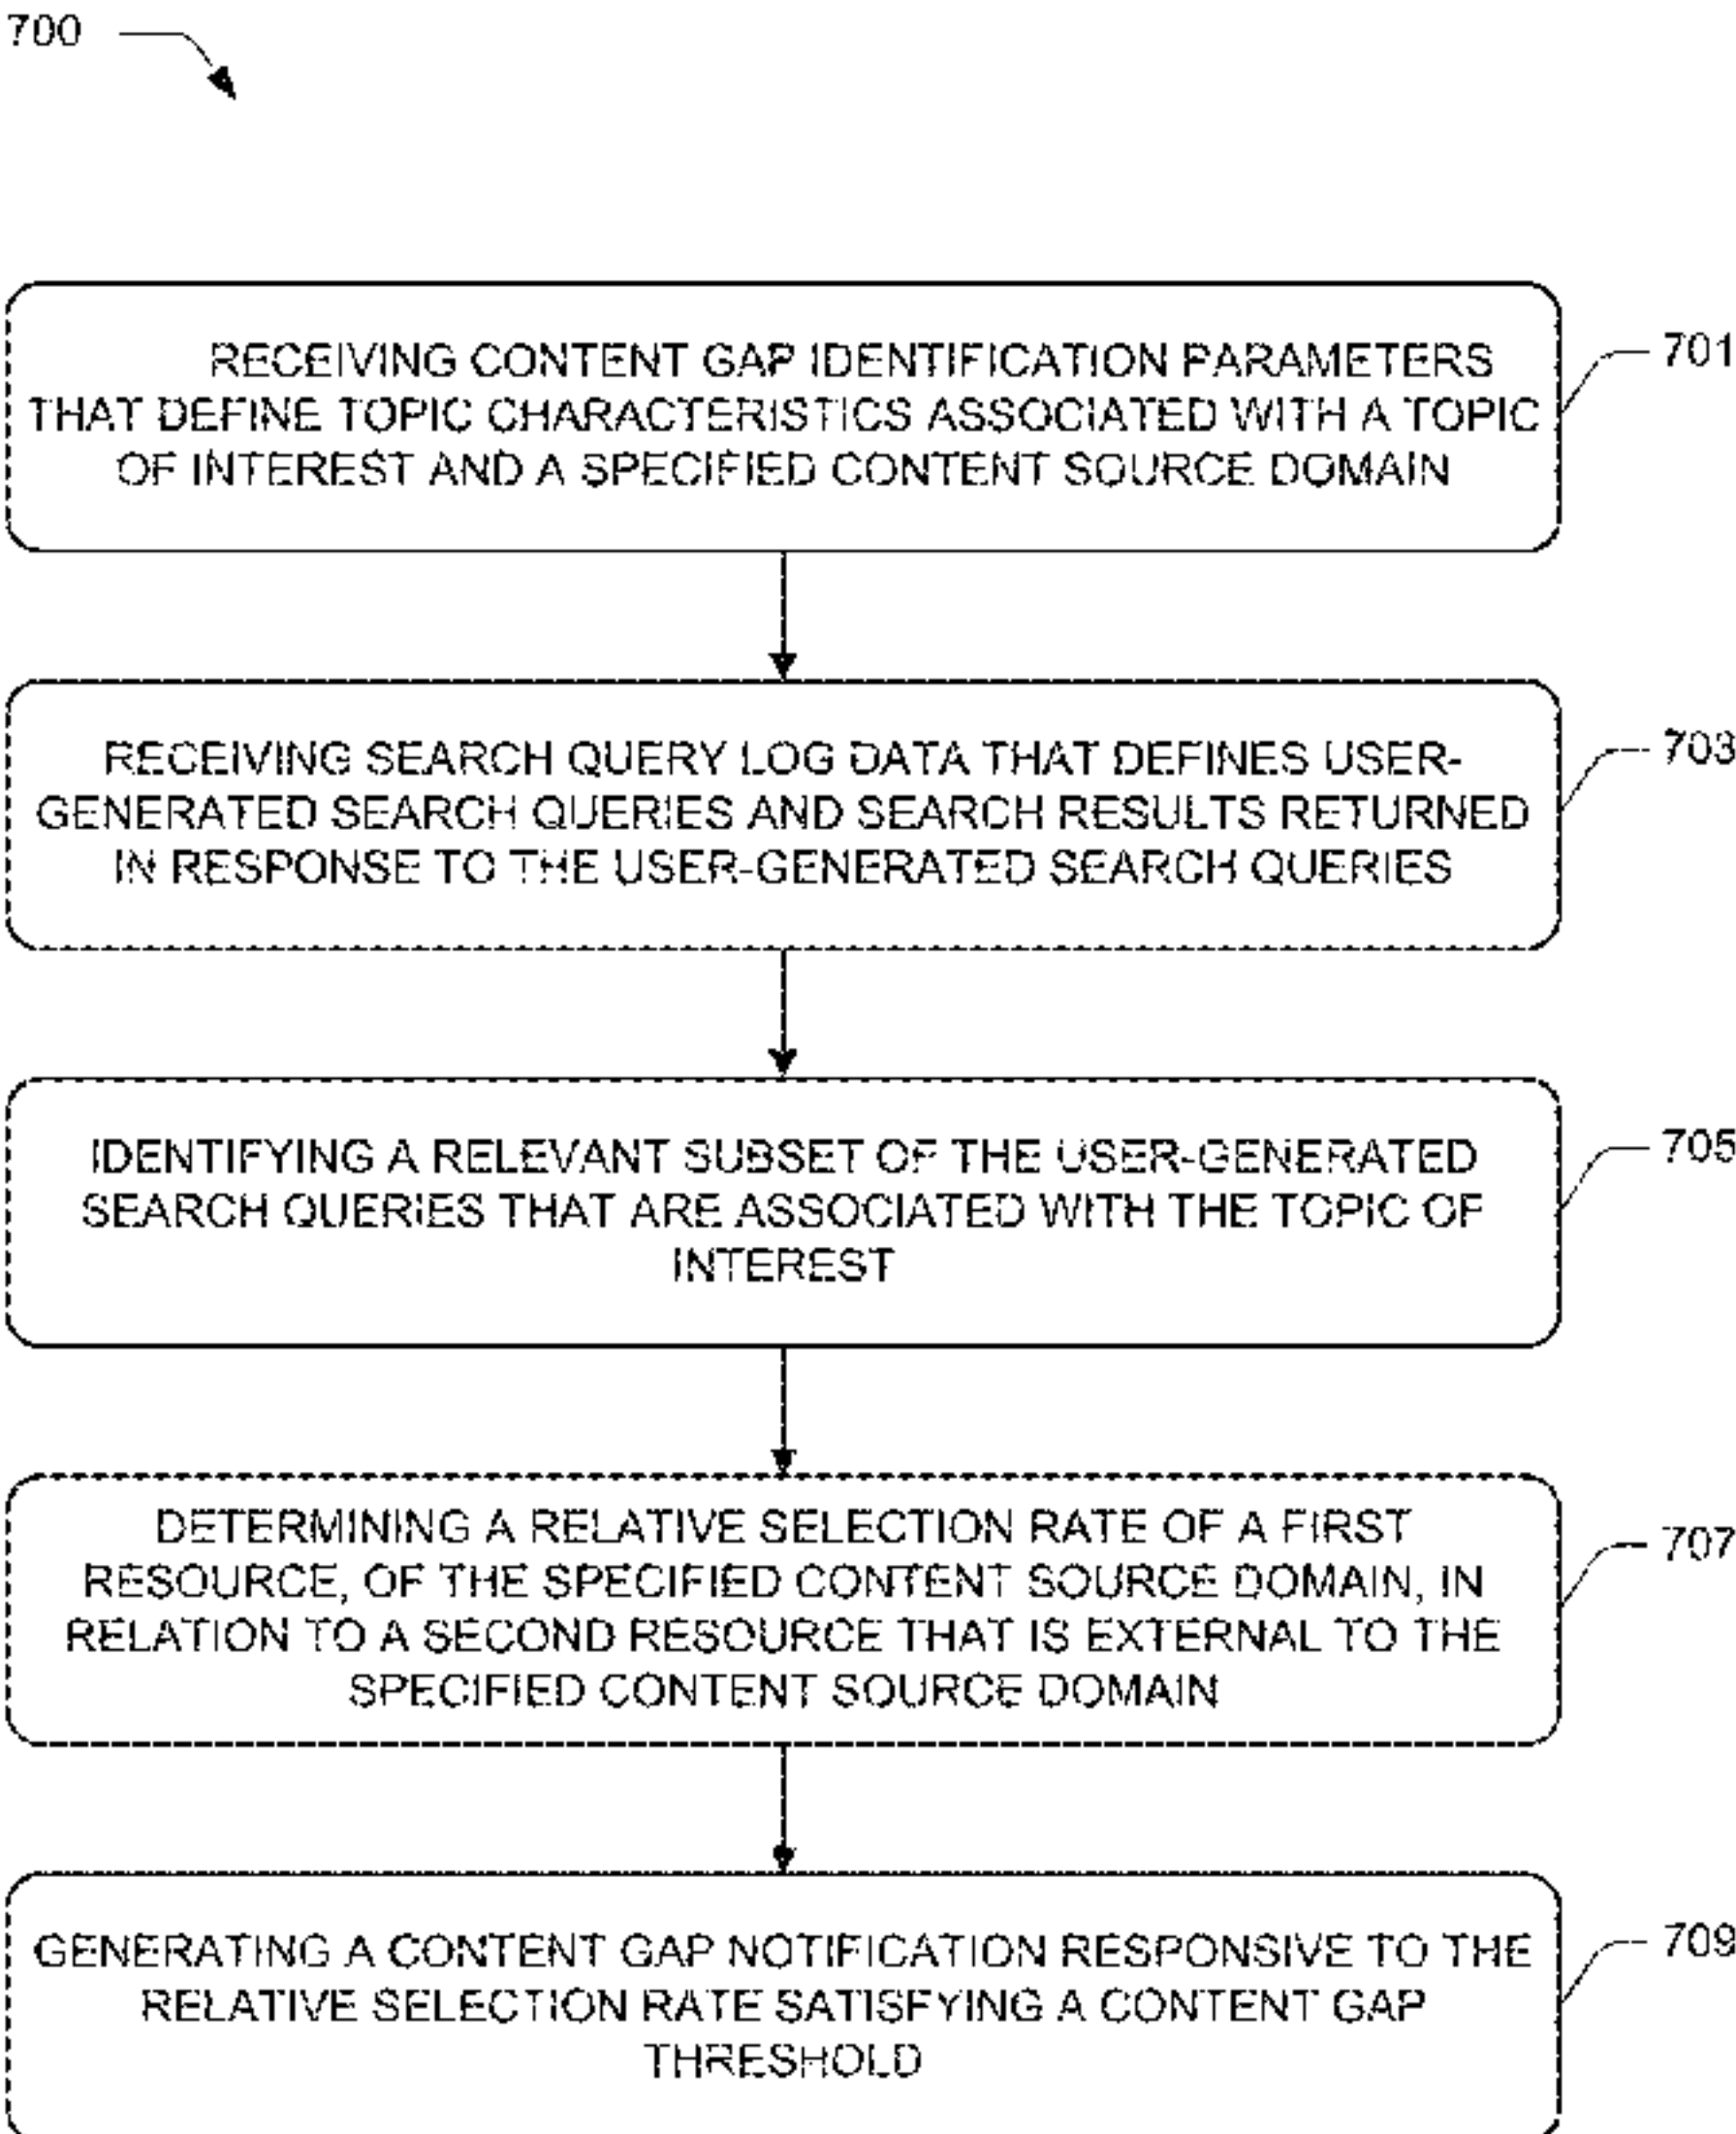 700
RECEIVING CONTENT GAP IDENTIFICATION PARAMETERS
THAT DEFINE TOPIC CHARACTERISTICS ASSOCIATED WITH A TOPIC
OF INTEREST AND A SPECIFIED CONTENT SOURCE DOMAIN
701
RECEIVING SEARCH QUERY LOG DATA THAT DEFINES USER-
GENERATED SEARCH QUERIES AND SEARCH RESULTS RETURNED
IN RESPONSE TO THE USER-GENERATED SEARCH QUERIES
703
IDENTIFYING A RELEVANT SUBSET OF THE USER-GENERATED
SEARCH QUERIES THAT ARE ASSOCIATED WITH THE TOPIC OF
INTEREST
705
DETERMINING A RELATIVE SELECTION RATE OF A FIRST
RESOURCE, OF THE SPECIFIED CONTENT SOURCE DOMAIN, IN
RELATION TO A SECOND RESOURCE THAT IS EXTERNAL TO THE
SPECIFIED CONTENT SOURCE DOMAIN
707
GENERATING A CONTENT GAP NOTIFICATION RESPONSIVE TO THE
RELATIVE SELECTION RATE SATISFYING A CONTENT GAP
THRESHOLD
709